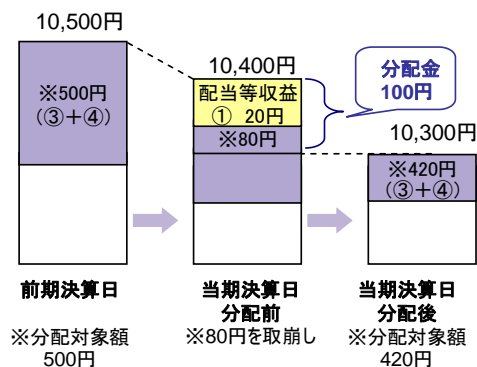 10,500円
※500円
(③+④)
前期決算日
※分配対象額
500円
10,400円
配当等収益
① 20円
※80円
当期決算日
分配前
※80円を取崩し
分配金
100円
10,300円
※420円
(③+④)
当期決算日
分配後
※分配対象額
420円